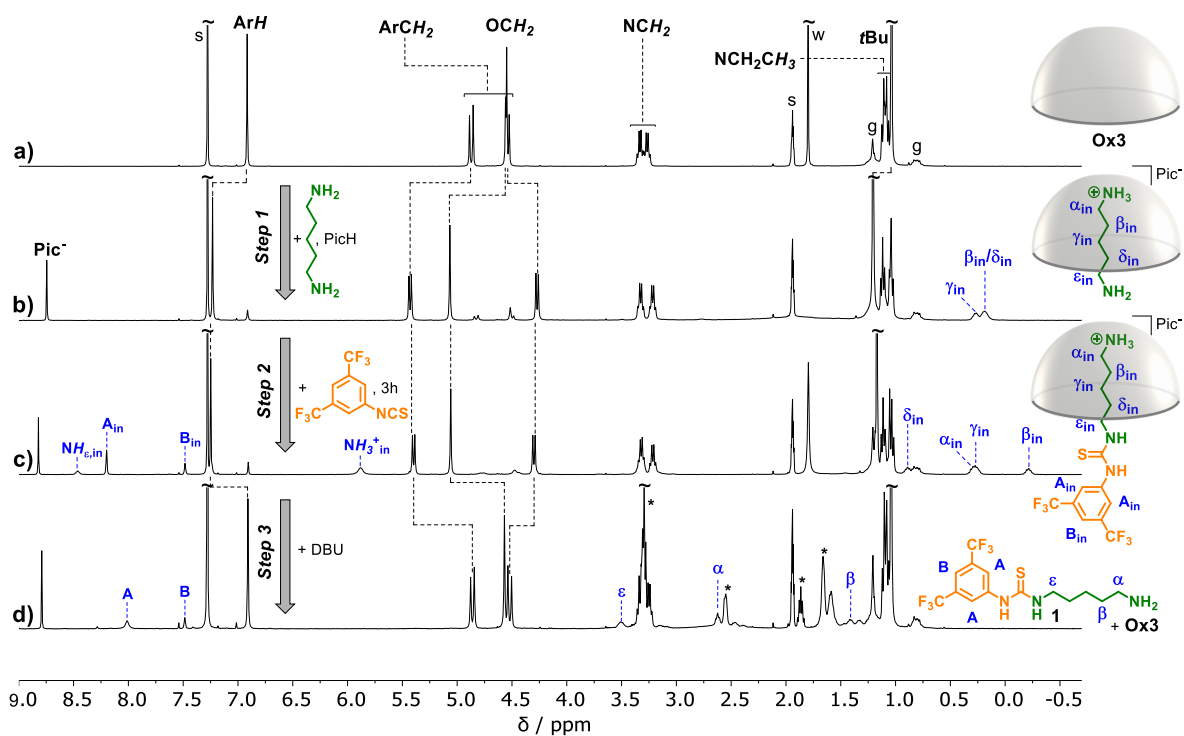 ~
ArH
s
ArCH₂
OCH₂
NCH₂
NCH₂CH₃
~
w
tBu
~
s
g
g
a)
Ox3
Pic⁻
Step 1
+
NH₂
, PicH
NH₂
Pic⁻
~
~
b)
γin
βin/δin
⊕NH₃
αin
βin
γin
δin
εin
NH₂
Pic⁻
Step 2
+
CF₃
F₃C
NCS
, 3h
~
~
NHε,in
Ain
Bin
NH₃⁺in
c)
δin
αin
γin
βin
⊕NH₃
αin
βin
γin
δin
εin
NH
S
NH
Ain
F₃C
Ain
Bin
CF₃
Step 3
+ DBU
~
~
*
~
A
B
d)
ε
α
*
*
*
β
CF₃
B
A
S
ε
α
F₃C
N
H
N
H
1
β
NH₂
A
+ Ox3
9.0 8.5 8.0 7.5 7.0 6.5 6.0 5.5 5.0 4.5 4.0 3.5 3.0 2.5 2.0 1.5 1.0 0.5 0.0 -0.5
δ / ppm